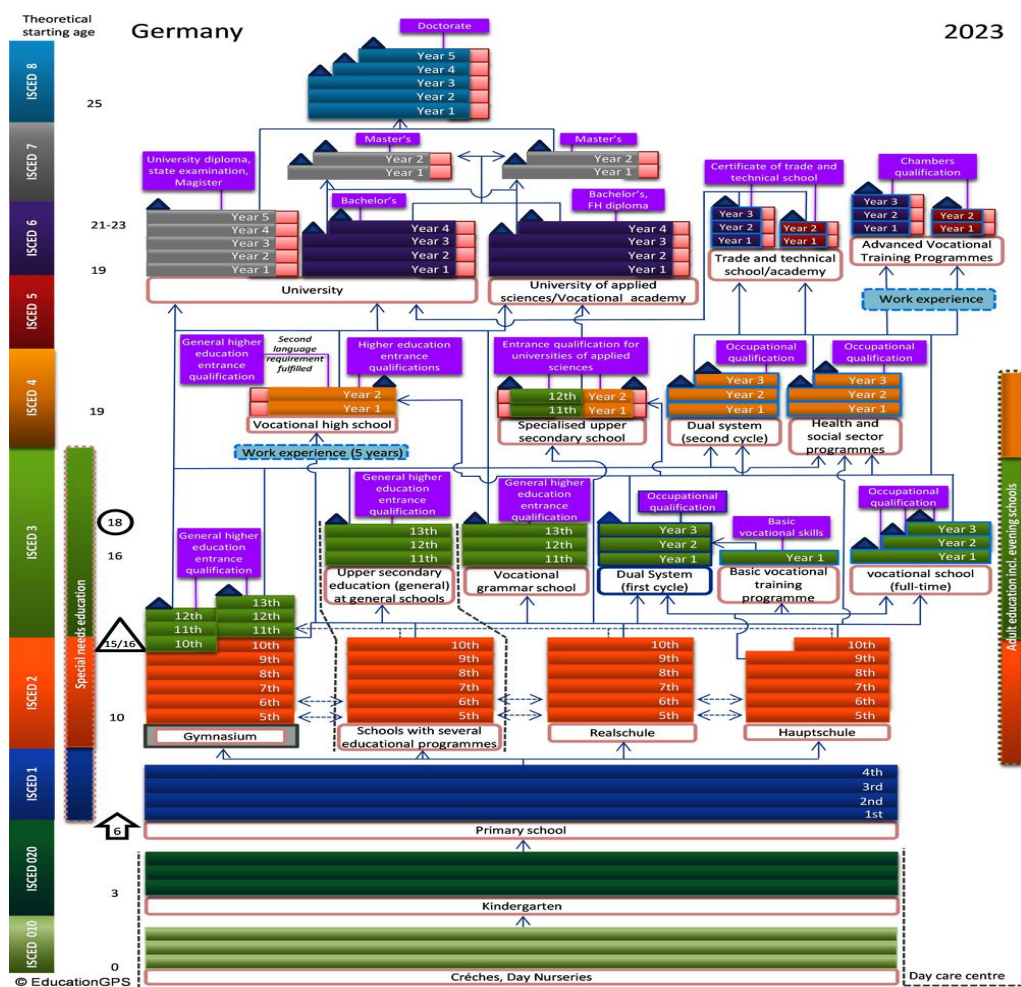 Theoretical
starting age
Germany
2023
ISCED 8
ISCED 7
ISCED 6
ISCED 5
ISCED 4
ISCED 3
ISCED 2
ISCED 1
ISCED 020
ISCED 010
25
21-23
19
19
18
16
15/16
10
6
3
0
Special needs education
Adult education incl. evening schools
Doctorate
Year 5
Year 4
Year 3
Year 2
Year 1
Master's
Year 2
Year 1
Master's
Year 2
Year 1
University diploma,
state examination,
Magister
Year 5
Year 4
Year 3
Year 2
Year 1
Bachelor's
Year 4
Year 3
Year 2
Year 1
University
Bachelor's,
FH diploma
Year 4
Year 3
Year 2
Year 1
University of applied
sciences/Vocational academy
Certificate of trade and
technical school
Year 3
Year 2
Year 1
Year 2
Year 1
Trade and technical
school/academy
Chambers
qualification
Year 3
Year 2
Year 1
Year 2
Year 1
Advanced Vocational
Training Programmes
Work experience
General higher
education
entrance
qualification
Second
language
requirement
fulfilled
Higher education
entrance
qualifications
Year 2
Year 1
Vocational high school
Work experience (5 years)
Entrance qualification for
universities of applied
sciences
12th
11th
Year 2
Year 1
Specialised upper
secondary school
Occupational
qualification
Year 3
Year 2
Year 1
Dual system
(second cycle)
Occupational
qualification
Year 3
Year 2
Year 1
Health and
social sector
programmes
General higher
education
entrance
qualification
12th
11th
10th
13th
12th
11th
10th
9th
8th
7th
6th
5th
Gymnasium
General higher
education
entrance
qualification
13th
12th
11th
Upper secondary
education (general)
at general schools
General higher
education
entrance
qualification
13th
12th
11th
Vocational
grammar school
Occupational
qualification
Year 3
Year 2
Year 1
Dual System
(first cycle)
Basic
vocational skills
Year 1
Basic vocational
training
programme
Occupational
qualification
Year 3
Year 2
Year 1
vocational school
(full-time)
10th
9th
8th
7th
6th
5th
Schools with several
educational programmes
10th
9th
8th
7th
6th
5th
Realschule
10th
9th
8th
7th
6th
5th
Hauptschule
4th
3rd
2nd
1st
Primary school
Kindergarten
Créches, Day Nurseries
Day care centre
© EducationGPS